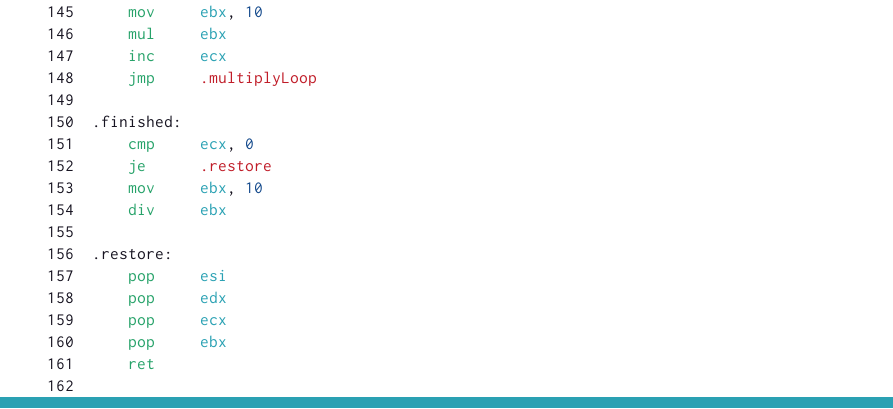 145      mov     ebx, 10
146      mul     ebx
147      inc     ecx
148      jmp     .multiplyLoop
149
150  .finished:
151      cmp     ecx, 0
152      je      .restore
153      mov     ebx, 10
154      div     ebx
155
156  .restore:
157      pop     esi
158      pop     edx
159      pop     ecx
160      pop     ebx
161      ret
162